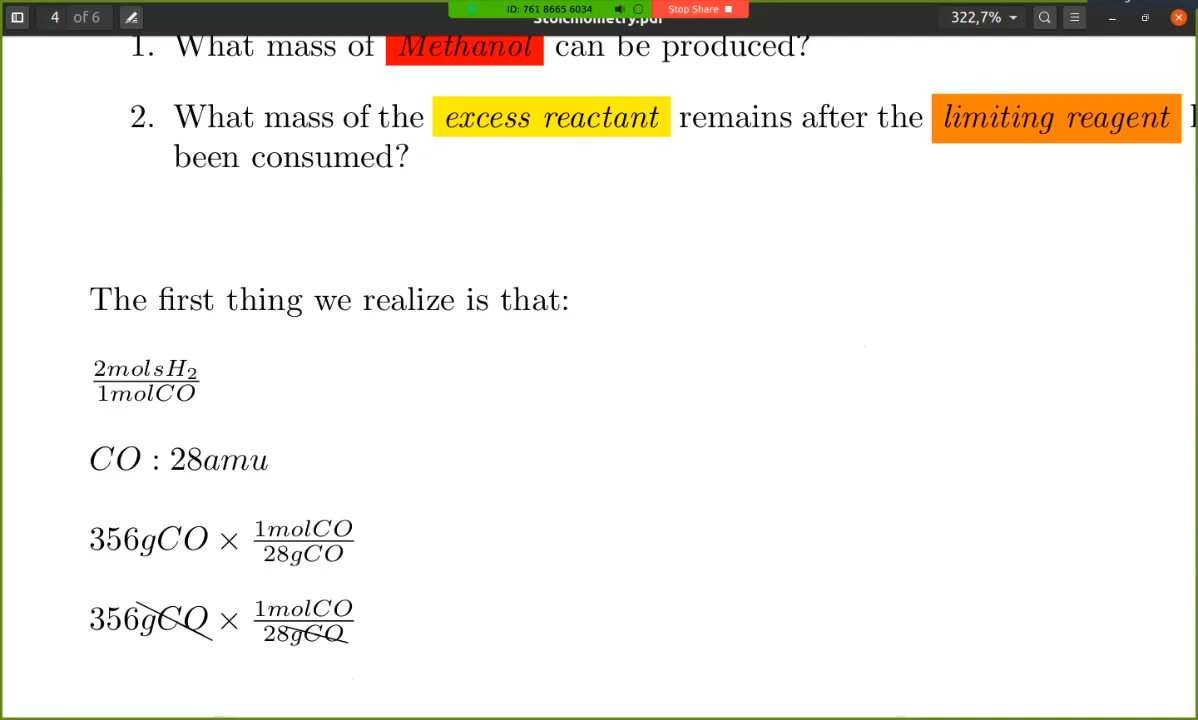 ID: 761 8665 6034 Stop Share
4 of 6 Stoichiometry.pdf 322,7%
1. What mass of Methanol can be produced?
2. What mass of the excess reactant remains after the limiting reagent
been consumed?
The first thing we realize is that:
2molsH₂
1molCO
CO : 28amu
356gCO × 1molCO
28gCO
356gCO × 1molCO
28gCO